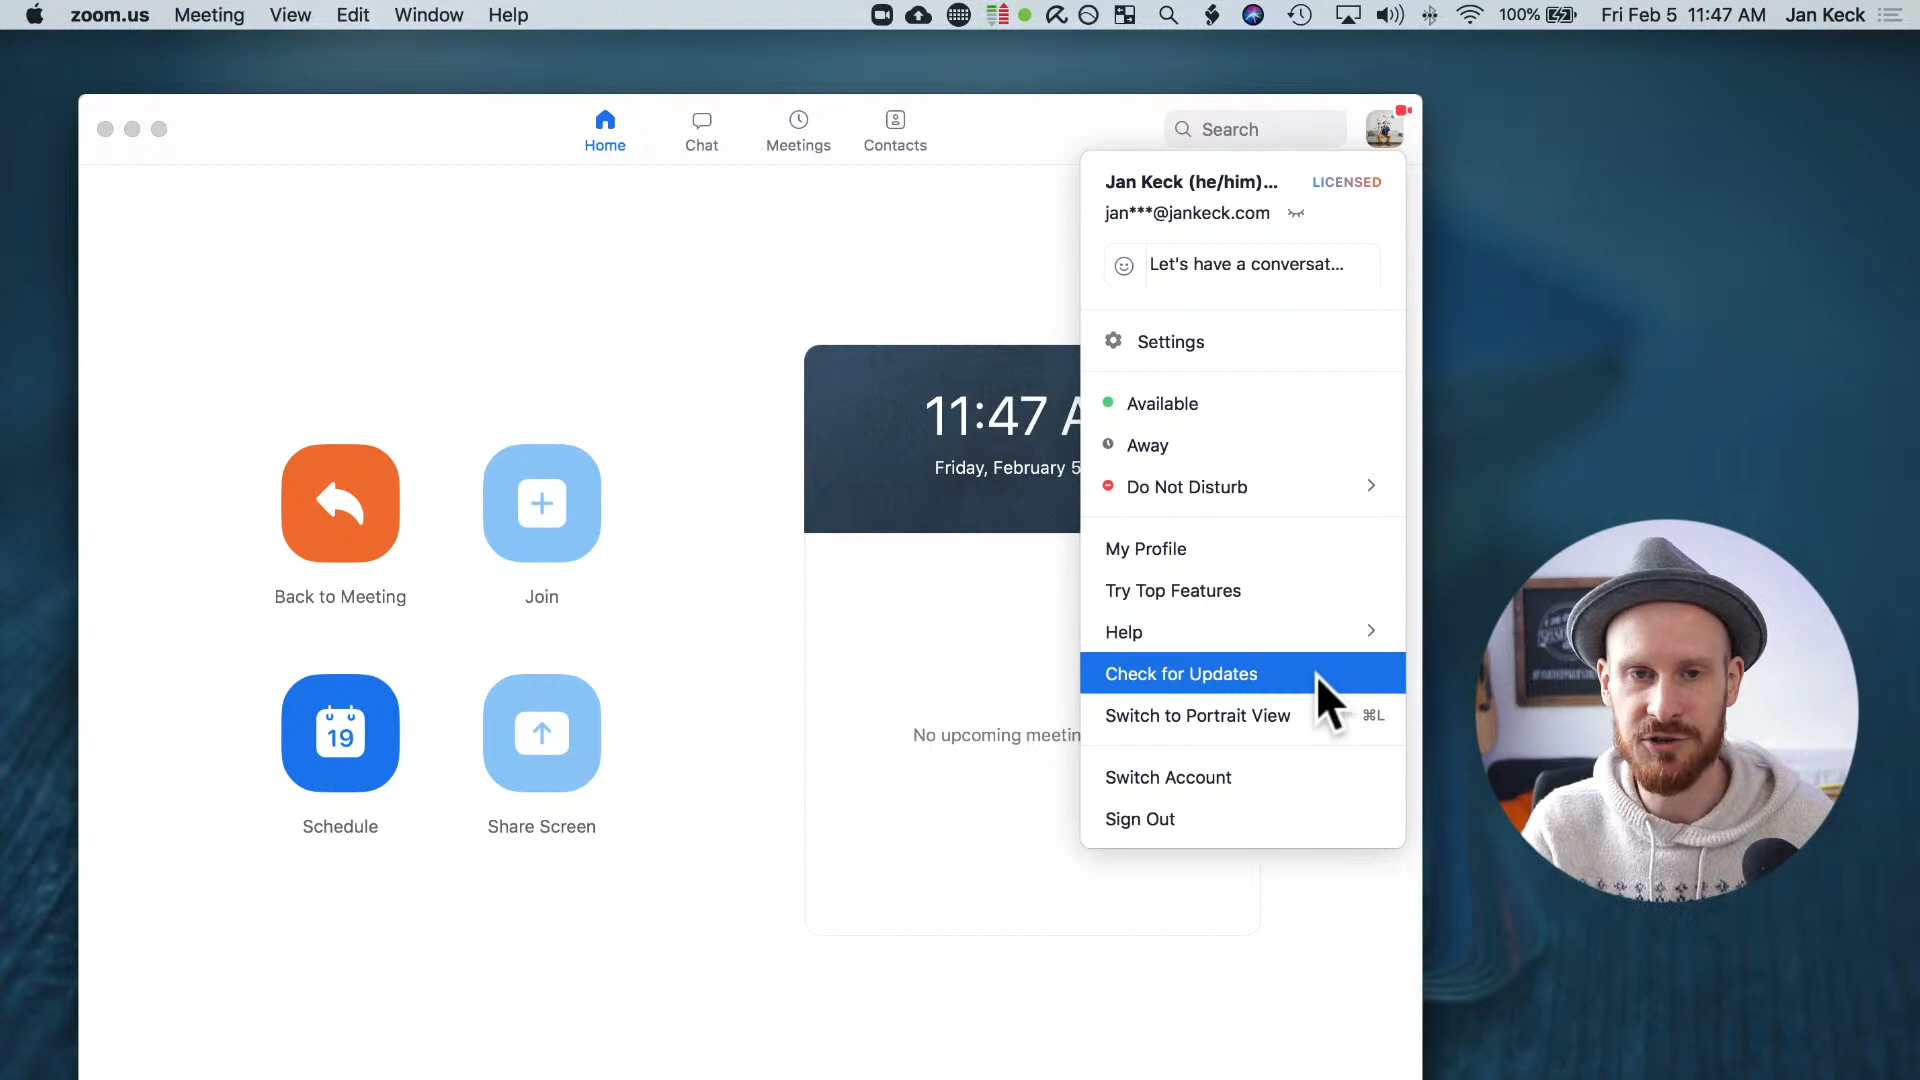 zoom.us Meeting View Edit Window Help 100% Fri Feb 5 11:47 AM Jan Keck
Home Chat Meetings Contacts Search
Jan Keck (he/him)... LICENSED
jan***@jankeck.com
Let's have a conversat...
Settings
Available
Away
Do Not Disturb
My Profile
Try Top Features
Help
Check for Updates
Switch to Portrait View ⌘L
Switch Account
Sign Out
11:47 A
Friday, February 5
No upcoming meetin
Back to Meeting
Join
19
Schedule
Share Screen